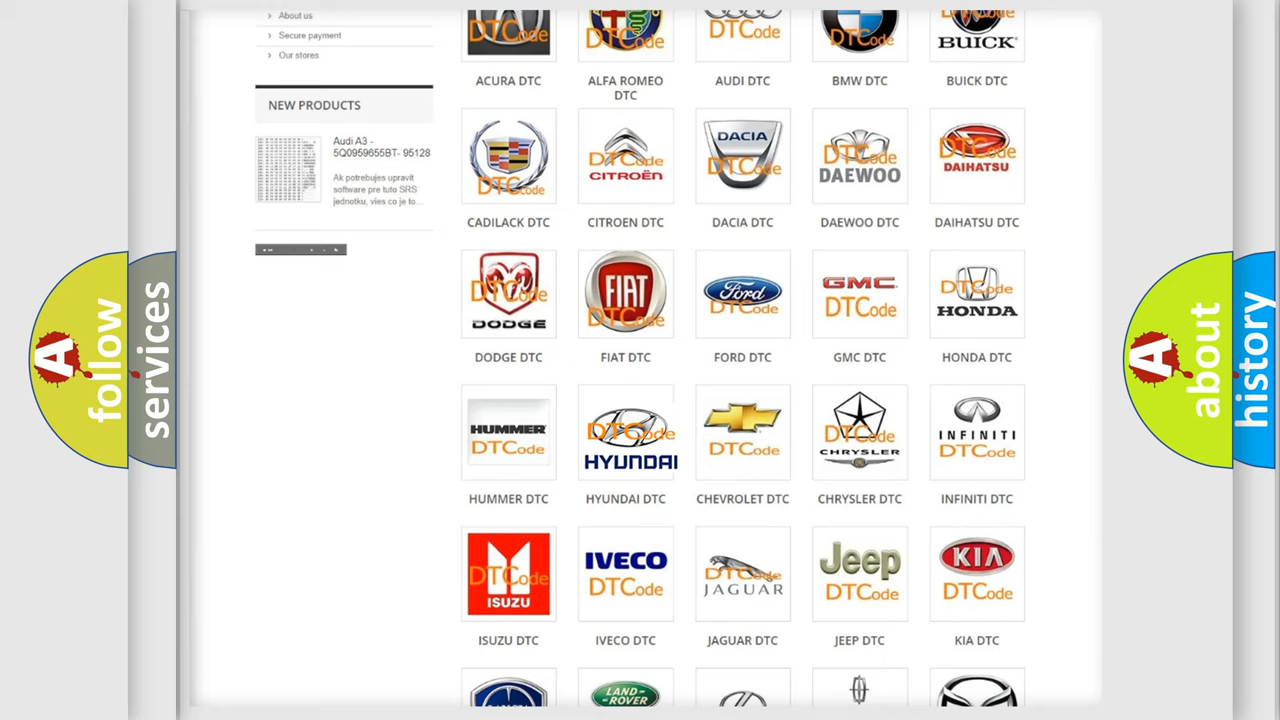 About us
Secure payment
Our stores
NEW PRODUCTS
Audi A3 -
5Q0959655BT- 95128
Ak potrebujes upravit
software pre tuto SRS
jednotku, vies co je to...
DTCode
DTCode
DTCode
DTCode
BUICK
ACURA DTC
ALFA ROMEO
DTC
AUDI DTC
BMW DTC
BUICK DTC
DTCode
DTCode
CITROËN
DACIA
DTCode
DTCode
DAEWOO
DTCode
DAIHATSU
CADILACK DTC
CITROEN DTC
DACIA DTC
DAEWOO DTC
DAIHATSU DTC
DTCode
DODGE
FIAT
DTCode
Ford
DTCode
GMC
DTCode
DTCode
HONDA
DODGE DTC
FIAT DTC
FORD DTC
GMC DTC
HONDA DTC
HUMMER
DTCode
DTCode
HYUNDAI
DTCode
DTCode
CHRYSLER
INFINITI
DTCode
HUMMER DTC
HYUNDAI DTC
CHEVROLET DTC
CHRYSLER DTC
INFINITI DTC
DTCode
ISUZU
IVECO
DTCode
DTCode
JAGUAR
Jeep
DTCode
KIA
DTCode
ISUZU DTC
IVECO DTC
JAGUAR DTC
JEEP DTC
KIA DTC
LAND-
ROVER
A
follow
services
A
about
history